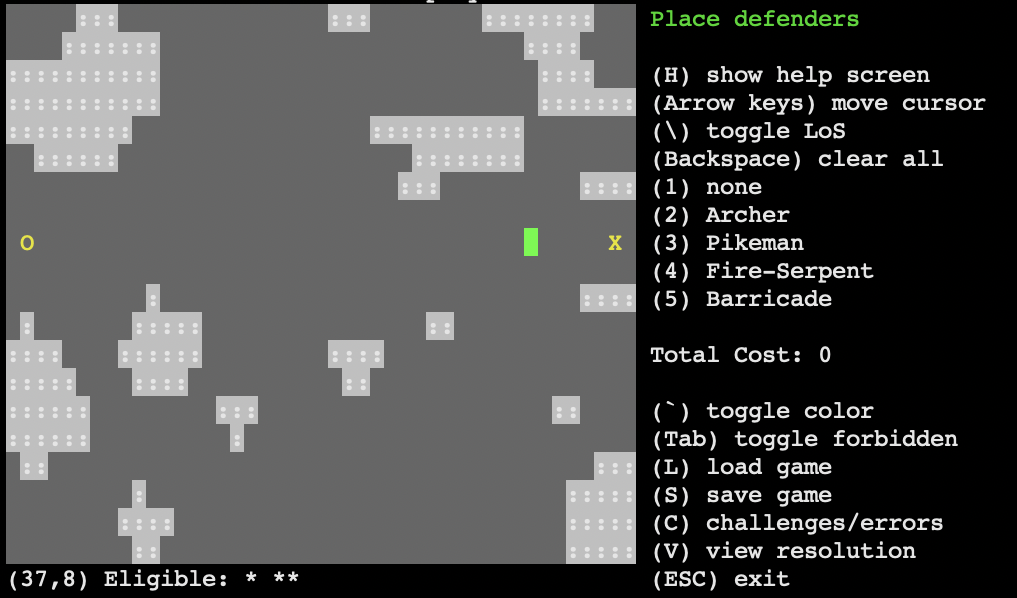 Place defenders
(H) show help screen
(Arrow keys) move cursor
(\) toggle LoS
(Backspace) clear all
(1) none
(2) Archer
(3) Pikeman
(4) Fire-Serpent
(5) Barricade
Total Cost: 0
(`) toggle color
(Tab) toggle forbidden
(L) load game
(S) save game
(C) challenges/errors
(V) view resolution
(ESC) exit
O X
(37,8) Eligible: * **